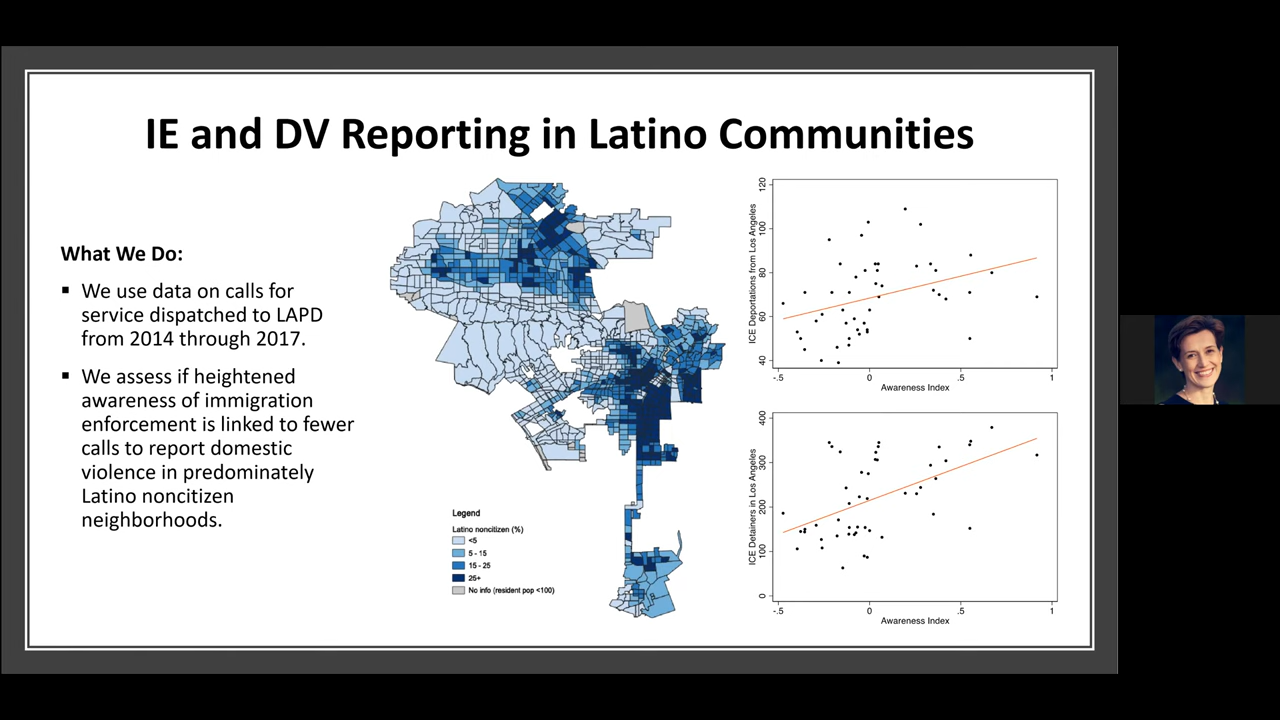 IE and DV Reporting in Latino Communities
What We Do:
We use data on calls for
service dispatched to LAPD
from 2014 through 2017.
We assess if heightened
awareness of immigration
enforcement is linked to fewer
calls to report domestic
violence in predominately
Latino noncitizen
neighborhoods.
Legend
Latino noncitizen (%)
<5
5 - 15
15 - 25
25+
No info (resident pop <100)
ICE Deportations from Los Angeles
120
100
80
60
40
-.5 0 .5 1
Awareness Index
ICE Detainers in Los Angeles
400
300
200
100
0
-.5 0 .5 1
Awareness Index